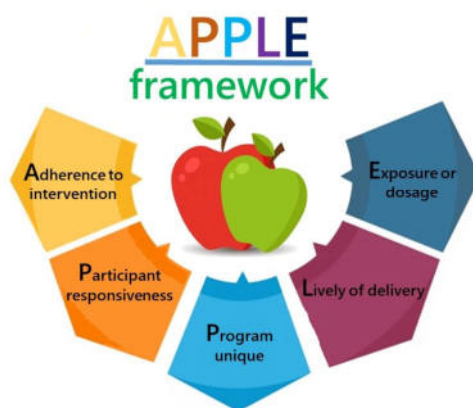 APPLE
framework
Adherence to
intervention
Participant
responsiveness
Program
unique
Lively of delivery
Exposure or
dosage